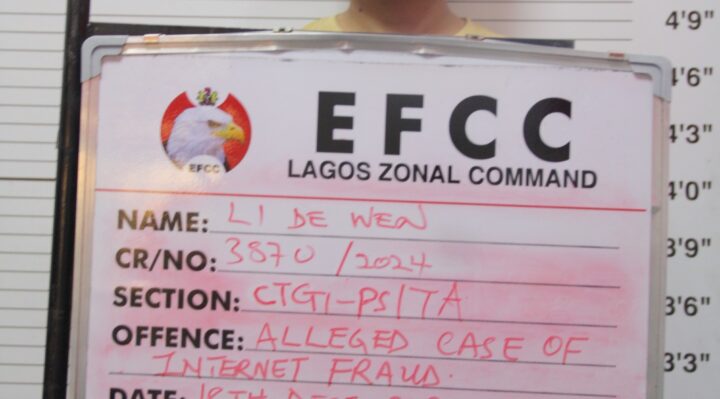 4'9"
EFCC
EFCC
4'6"
LAGOS ZONAL COMMAND
4'3"
4'0"
NAME: LI DE WEN
CR/NO: 3870 /2024
3'9"
SECTION: CTGI-PS/TA
3'6"
OFFENCE: ALLEGED CASE OF
INTERNET FRAUD.
3'3"
DATE: